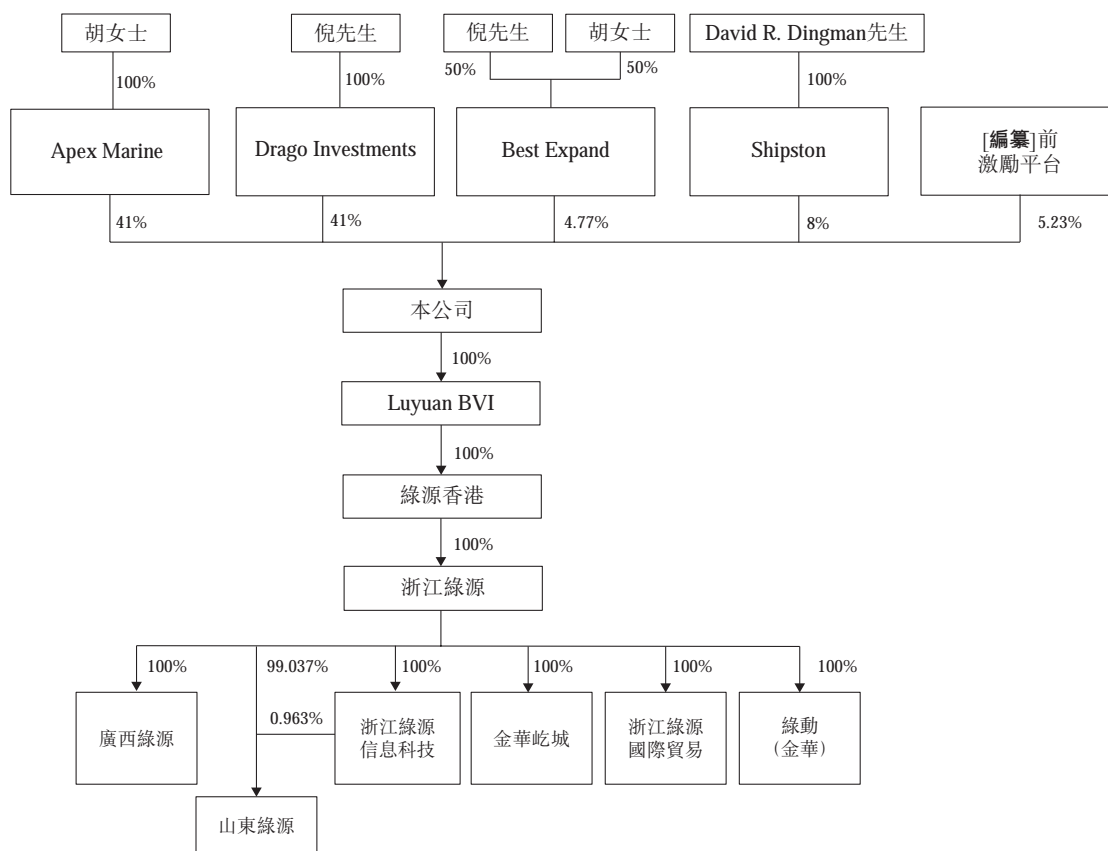 胡女士
倪先生
倪先生
胡女士
David R. Dingman先生
100%
100%
50%
50%
100%
Apex Marine
Drago Investments
Best Expand
Shipston
[編纂]前
激勵平台
41%
41%
4.77%
8%
5.23%
本公司
100%
Luyuan BVI
100%
綠源香港
100%
浙江綠源
100%
99.037%
100%
100%
100%
100%
0.963%
廣西綠源
浙江綠源
信息科技
金華屹城
浙江綠源
國際貿易
綠動
(金華)
山東綠源